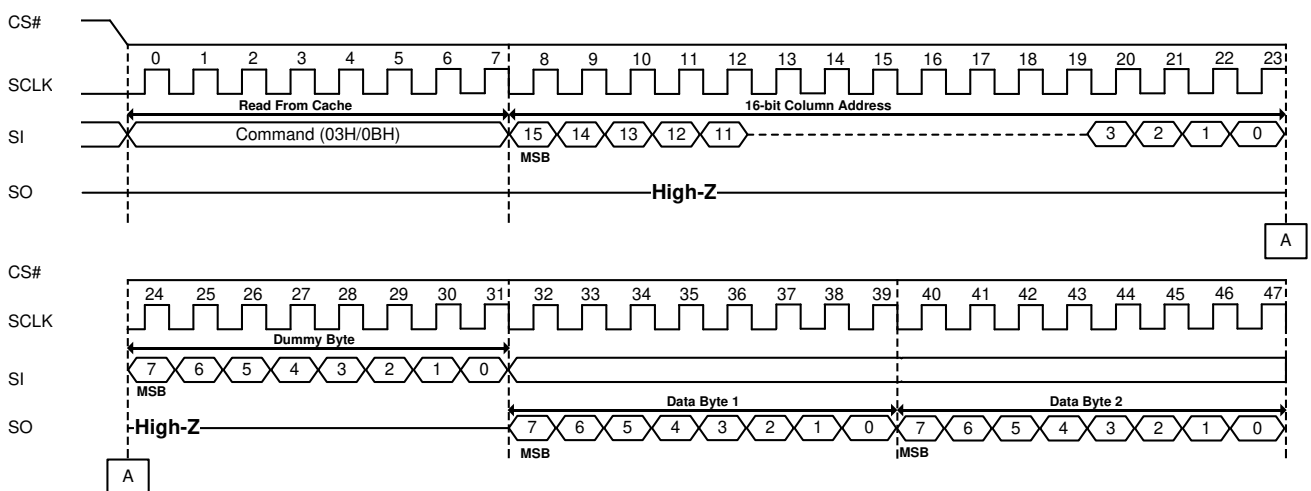 CS#
0 1 2 3 4 5 6 7 8 9 10 11 12 13 14 15 16 17 18 19 20 21 22 23
SCLK
Read From Cache 16-bit Column Address
SI Command (03H/0BH) 15 14 13 12 11 3 2 1 0
MSB
SO High-Z
A
CS#
24 25 26 27 28 29 30 31 32 33 34 35 36 37 38 39 40 41 42 43 44 45 46 47
SCLK
Dummy Byte
SI 7 6 5 4 3 2 1 0
MSB
Data Byte 1 Data Byte 2
SO High-Z 7 6 5 4 3 2 1 0 7 6 5 4 3 2 1 0
MSB MSB
A